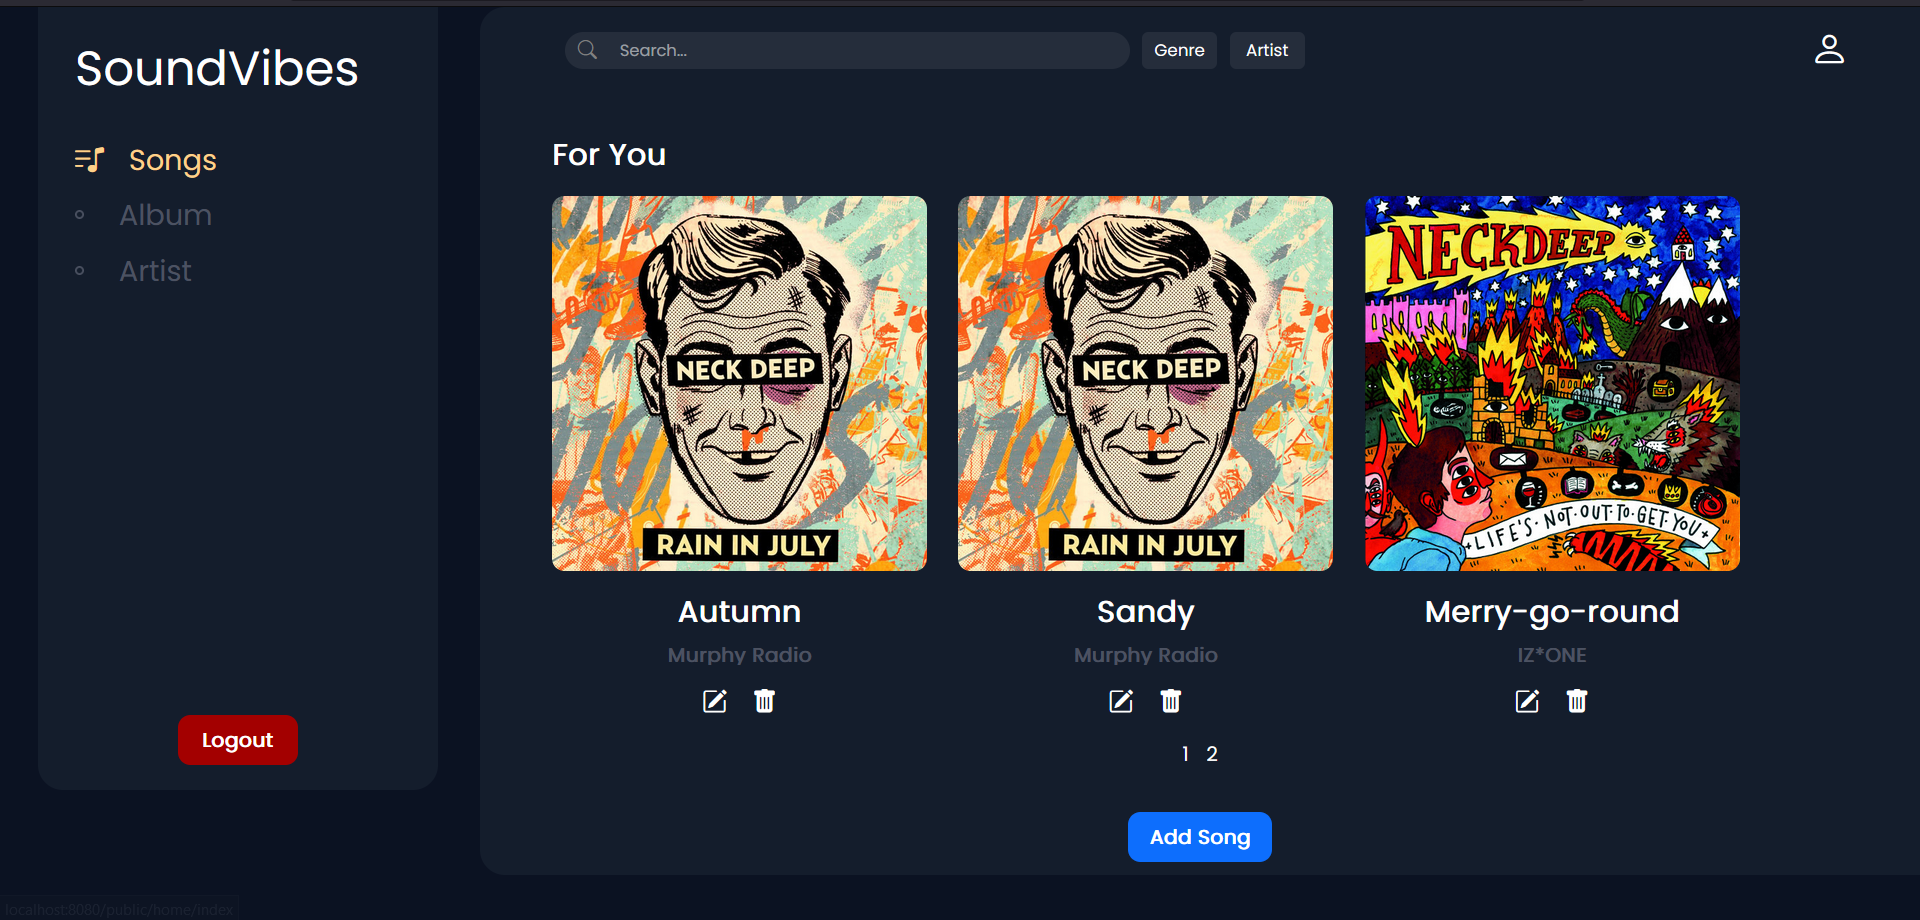 SoundVibes
Songs
Album
Artist
Logout
Search...
Genre
Artist
For You
NECK DEEP
RAIN IN JULY
Autumn
Murphy Radio
NECK DEEP
RAIN IN JULY
Sandy
Murphy Radio
NECKDEEP
LIFE'S·NOT·OUT·TO·GET·YOU
Merry-go-round
IZ*ONE
1 2
Add Song
localhost:8080/public/home/index